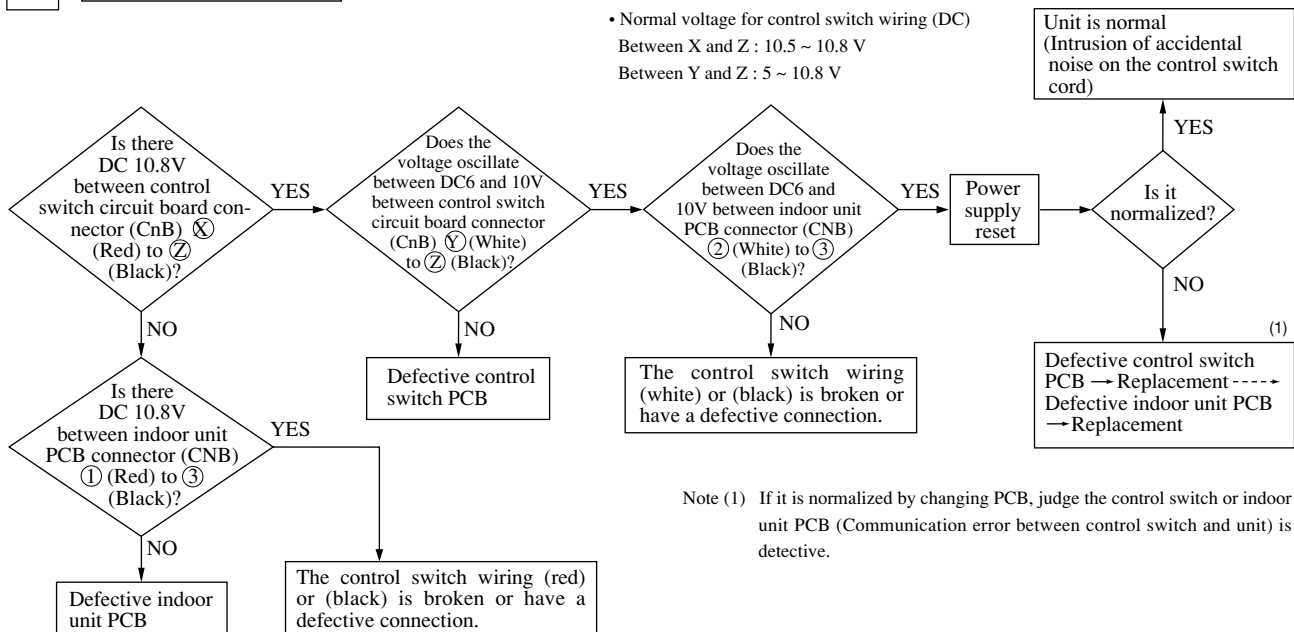 • Normal voltage for control switch wiring (DC)
Between X and Z : 10.5 ~ 10.8 V
Between Y and Z : 5 ~ 10.8 V
Unit is normal
(Intrusion of accidental
noise on the control switch
cord)
YES
Is there
DC 10.8V
between control
switch circuit board con-
nector (CnB) Ⓧ
(Red) to Ⓩ
(Black)?
YES
Does the
voltage oscillate
between DC6 and 10V
between control switch
circuit board connector
(CnB) Ⓨ (White)
to Ⓩ (Black)?
YES
Does the
voltage oscillate
between DC6 and
10V between indoor unit
PCB connector (CNB)
② (White) to ③
(Black)?
YES
Power
supply
reset
Is it
normalized?
NO
NO
NO
NO
(1)
Defective control switch
PCB → Replacement ---->
Defective indoor unit PCB
→ Replacement
Defective control
switch PCB
The control switch wiring
(white) or (black) is broken or
have a defective connection.
Is there
DC 10.8V
between indoor unit
PCB connector (CNB)
① (Red) to ③
(Black)?
YES
NO
Note (1) If it is normalized by changing PCB, judge the control switch or indoor
unit PCB (Communication error between control switch and unit) is
detective.
Defective indoor
unit PCB
The control switch wiring (red)
or (black) is broken or have a
defective connection.